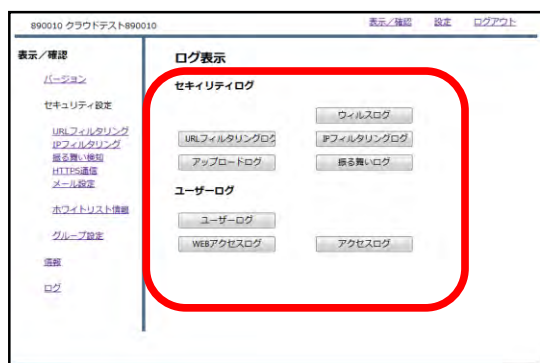 890010 クラウドテスト890010
表示／確認 設定 ログアウト
表示／確認
バージョン
セキュリティ設定
URLフィルタリング
IPフィルタリング
振る舞い検知
HTTPS通信
メール設定
ホワイトリスト情報
グループ設定
情報
ログ
ログ表示
セキイリティログ
ウィルスログ
URLフィルタリングログ IPフィルタリングログ
アップロードログ 振る舞いログ
ユーザーログ
ユーザーログ
WEBアクセスログ アクセスログ